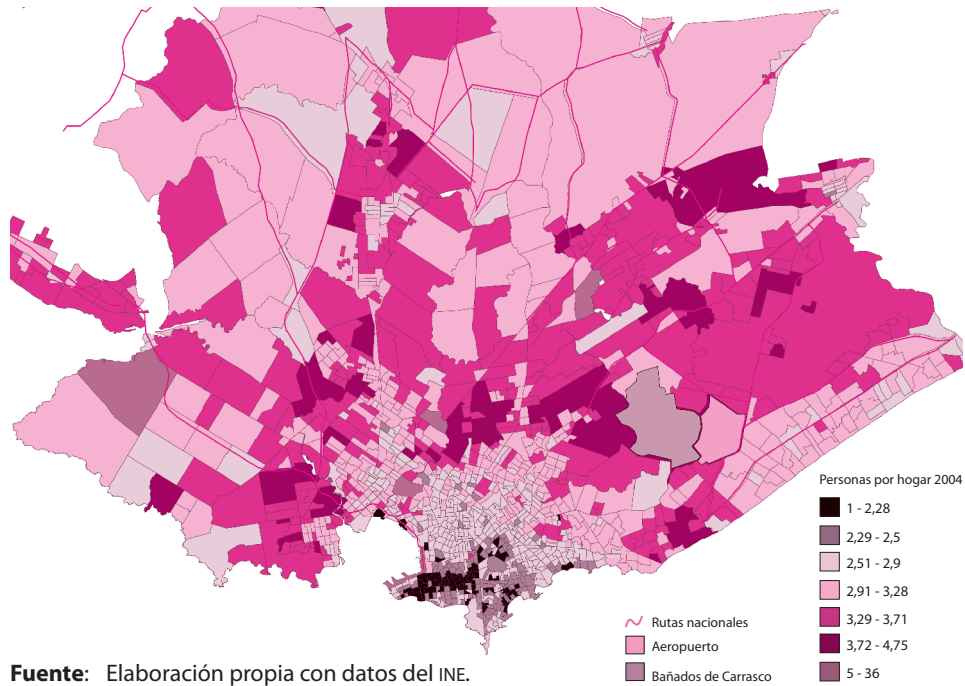 Personas por hogar 2004
1 - 2,28
2,29 - 2,5
2,51 - 2,9
2,91 - 3,28
3,29 - 3,71
3,72 - 4,75
5 - 36
Rutas nacionales
Aeropuerto
Bañados de Carrasco
Fuente: Elaboración propia con datos del INE.